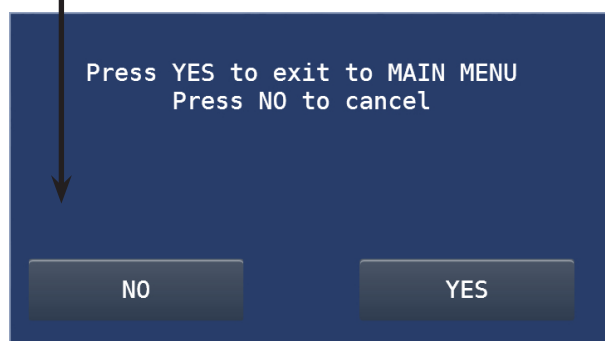 Press YES to exit to MAIN MENU
Press NO to cancel
NO
YES